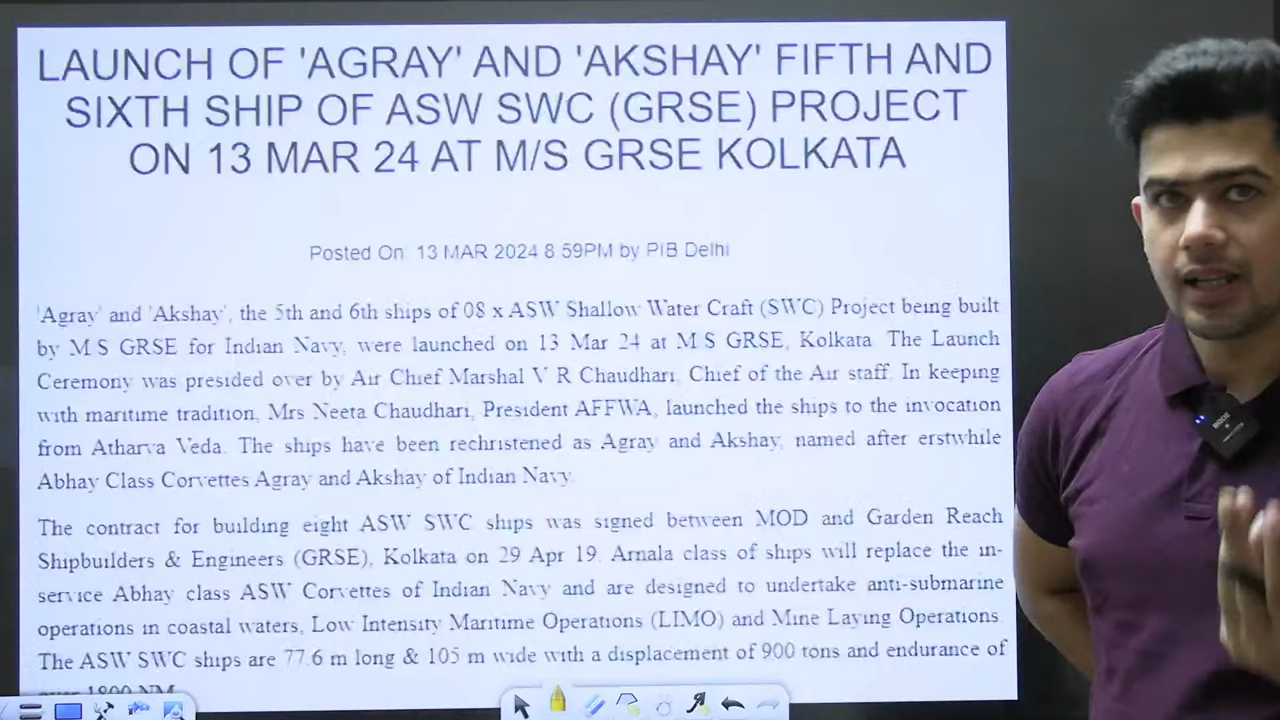 LAUNCH OF 'AGRAY' AND 'AKSHAY' FIFTH AND
SIXTH SHIP OF ASW SWC (GRSE) PROJECT
ON 13 MAR 24 AT M/S GRSE KOLKATA
Posted On: 13 MAR 2024 8:59PM by PIB Delhi
'Agray' and 'Akshay', the 5th and 6th ships of 08 x ASW Shallow Water Craft (SWC) Project being built
by M S GRSE for Indian Navy, were launched on 13 Mar 24 at M S GRSE, Kolkata. The Launch
Ceremony was presided over by Air Chief Marshal V R Chaudhari, Chief of the Air staff. In keeping
with maritime tradition, Mrs Neeta Chaudhari, President AFFWA, launched the ships to the invocation
from Atharva Veda. The ships have been rechristened as Agray and Akshay, named after erstwhile
Abhay Class Corvettes Agray and Akshay of Indian Navy.
The contract for building eight ASW SWC ships was signed between MOD and Garden Reach
Shipbuilders & Engineers (GRSE), Kolkata on 29 Apr 19. Arnala class of ships will replace the in-
service Abhay class ASW Corvettes of Indian Navy and are designed to undertake anti-submarine
operations in coastal waters, Low Intensity Maritime Operations (LIMO) and Mine Laying Operations.
The ASW SWC ships are 77.6 m long & 105 m wide with a displacement of 900 tons and endurance of
over 1800 NM